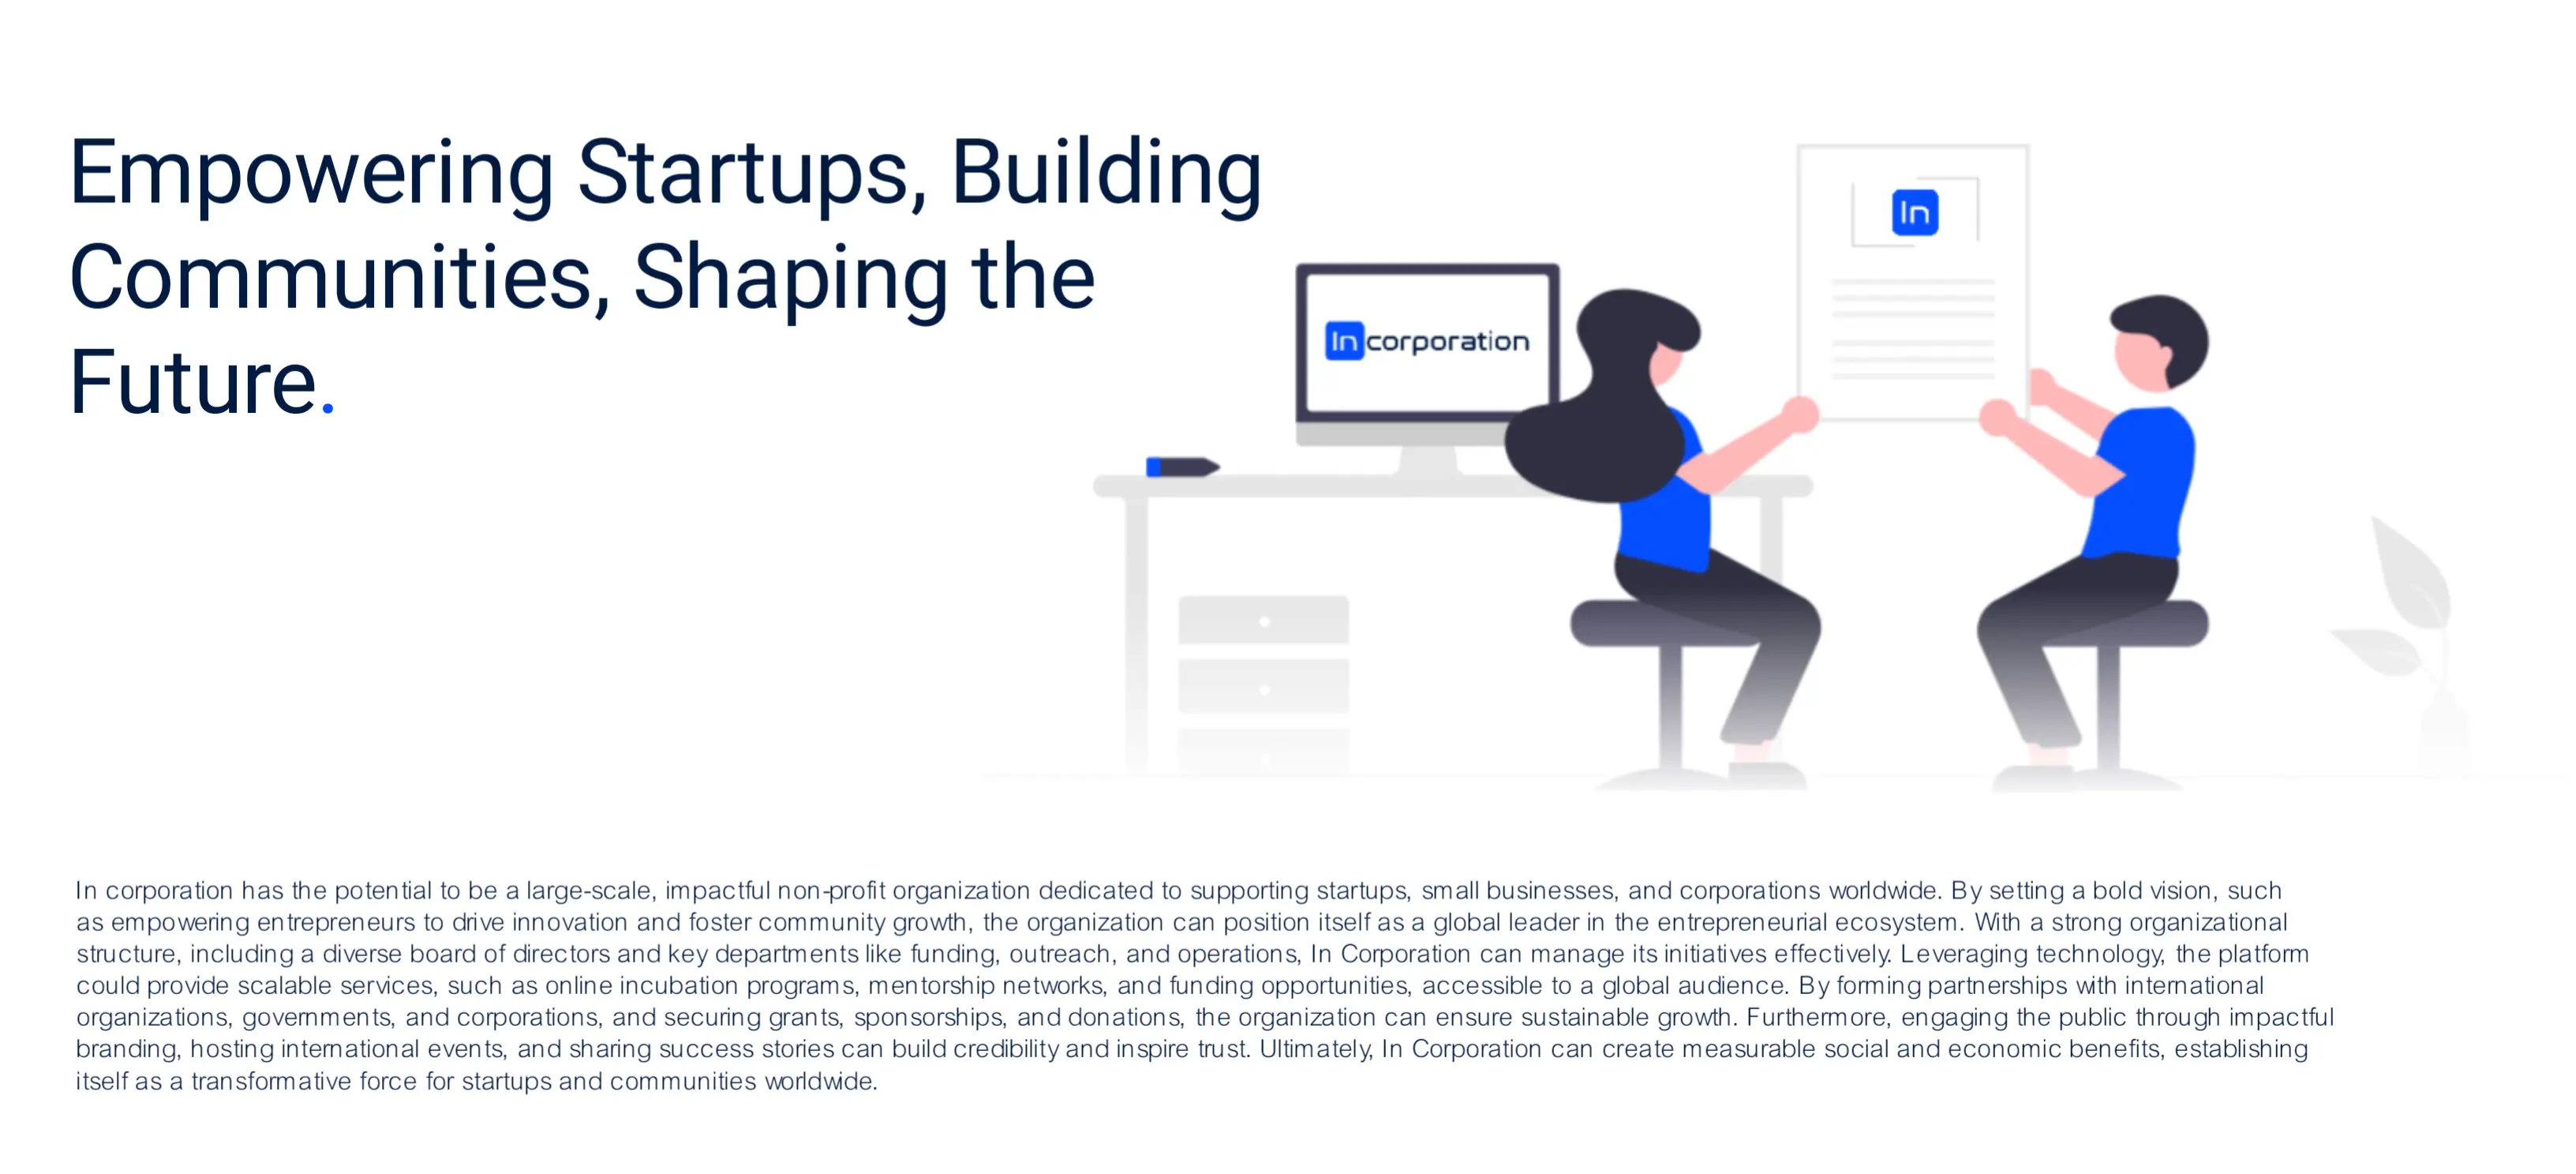 Empowering Startups, Building
Communities, Shaping the
Future.
In
Incorporation
In corporation has the potential to be a large-scale, impactful non-profit organization dedicated to supporting startups, small businesses, and corporations worldwide. By setting a bold vision, such
as empowering entrepreneurs to drive innovation and foster community growth, the organization can position itself as a global leader in the entrepreneurial ecosystem. With a strong organizational
structure, including a diverse board of directors and key departments like funding, outreach, and operations, In Corporation can manage its initiatives effectively. Leveraging technology, the platform
could provide scalable services, such as online incubation programs, mentorship networks, and funding opportunities, accessible to a global audience. By forming partnerships with international
organizations, governments, and corporations, and securing grants, sponsorships, and donations, the organization can ensure sustainable growth. Furthermore, engaging the public through impactful
branding, hosting international events, and sharing success stories can build credibility and inspire trust. Ultimately, In Corporation can create measurable social and economic benefits, establishing
itself as a transformative force for startups and communities worldwide.